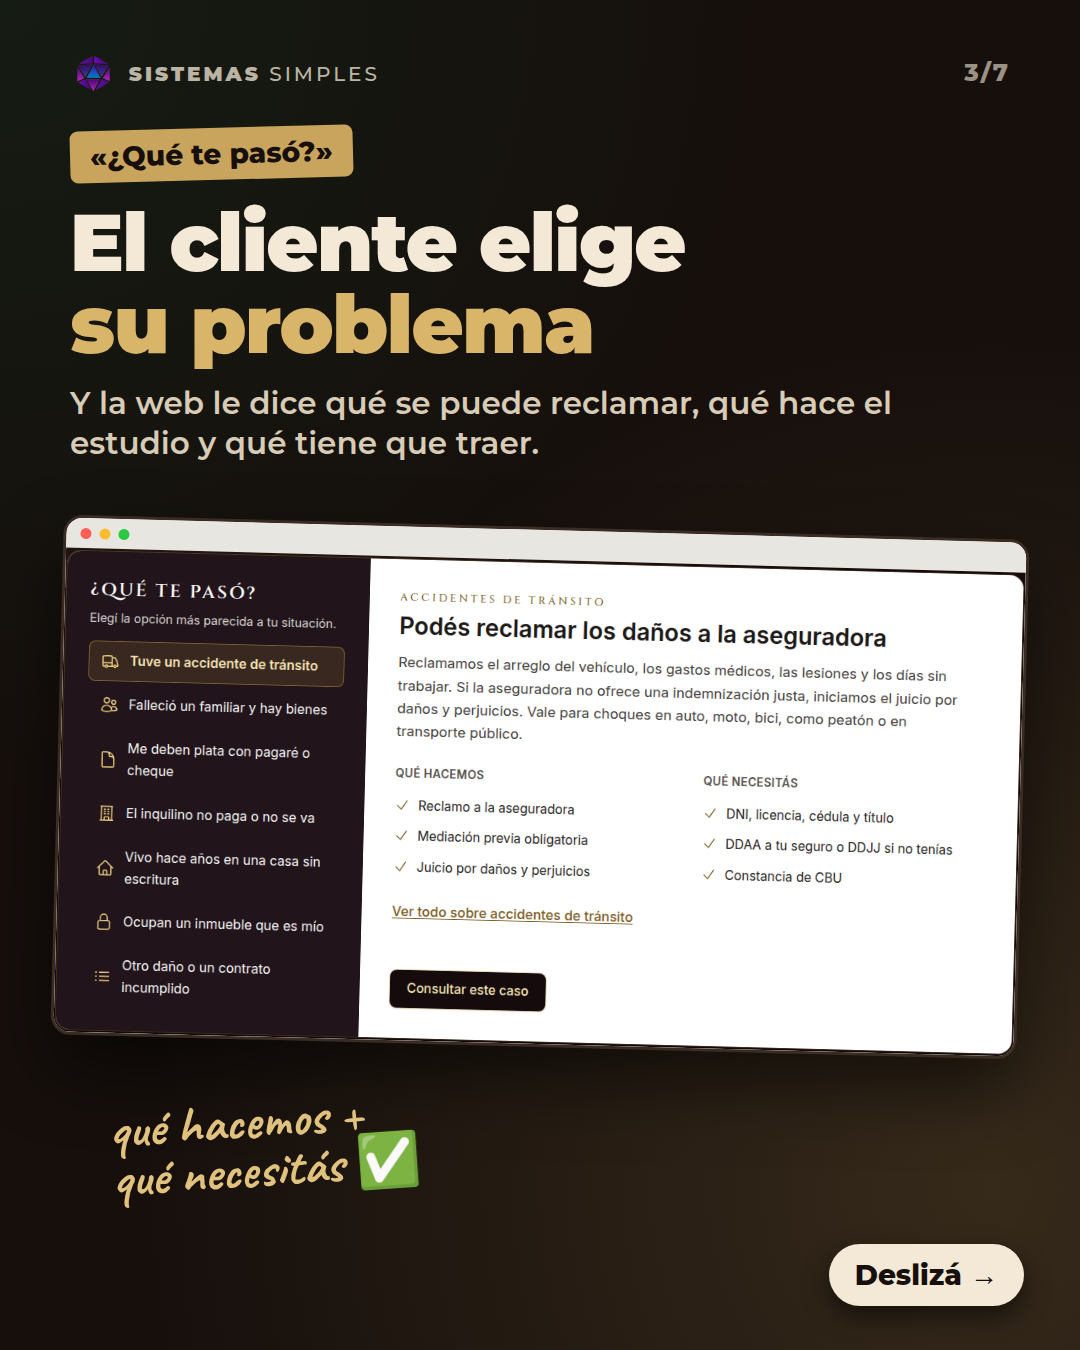 SISTEMAS SIMPLES
3/7
«¿Qué te pasó?»
El cliente elige
su problema
Y la web le dice qué se puede reclamar, qué hace el
estudio y qué tiene que traer.
¿QUÉ TE PASÓ?
Elegí la opción más parecida a tu situación.
Tuve un accidente de tránsito
Falleció un familiar y hay bienes
Me deben plata con pagaré o
cheque
El inquilino no paga o no se va
Vivo hace años en una casa sin
escritura
Ocupan un inmueble que es mío
Otro daño o un contrato
incumplido
ACCIDENTES DE TRÁNSITO
Podés reclamar los daños a la aseguradora
Reclamamos el arreglo del vehículo, los gastos médicos, las lesiones y los días sin
trabajar. Si la aseguradora no ofrece una indemnización justa, iniciamos el juicio por
daños y perjuicios. Vale para choques en auto, moto, bici, como peatón o en
transporte público.
QUÉ HACEMOS
Reclamo a la aseguradora
Mediación previa obligatoria
Juicio por daños y perjuicios
QUÉ NECESITÁS
DNI, licencia, cédula y título
DDAA a tu seguro o DDJJ si no tenías
Constancia de CBU
Ver todo sobre accidentes de tránsito
Consultar este caso
qué hacemos +
qué necesitás ✅
Deslizá →